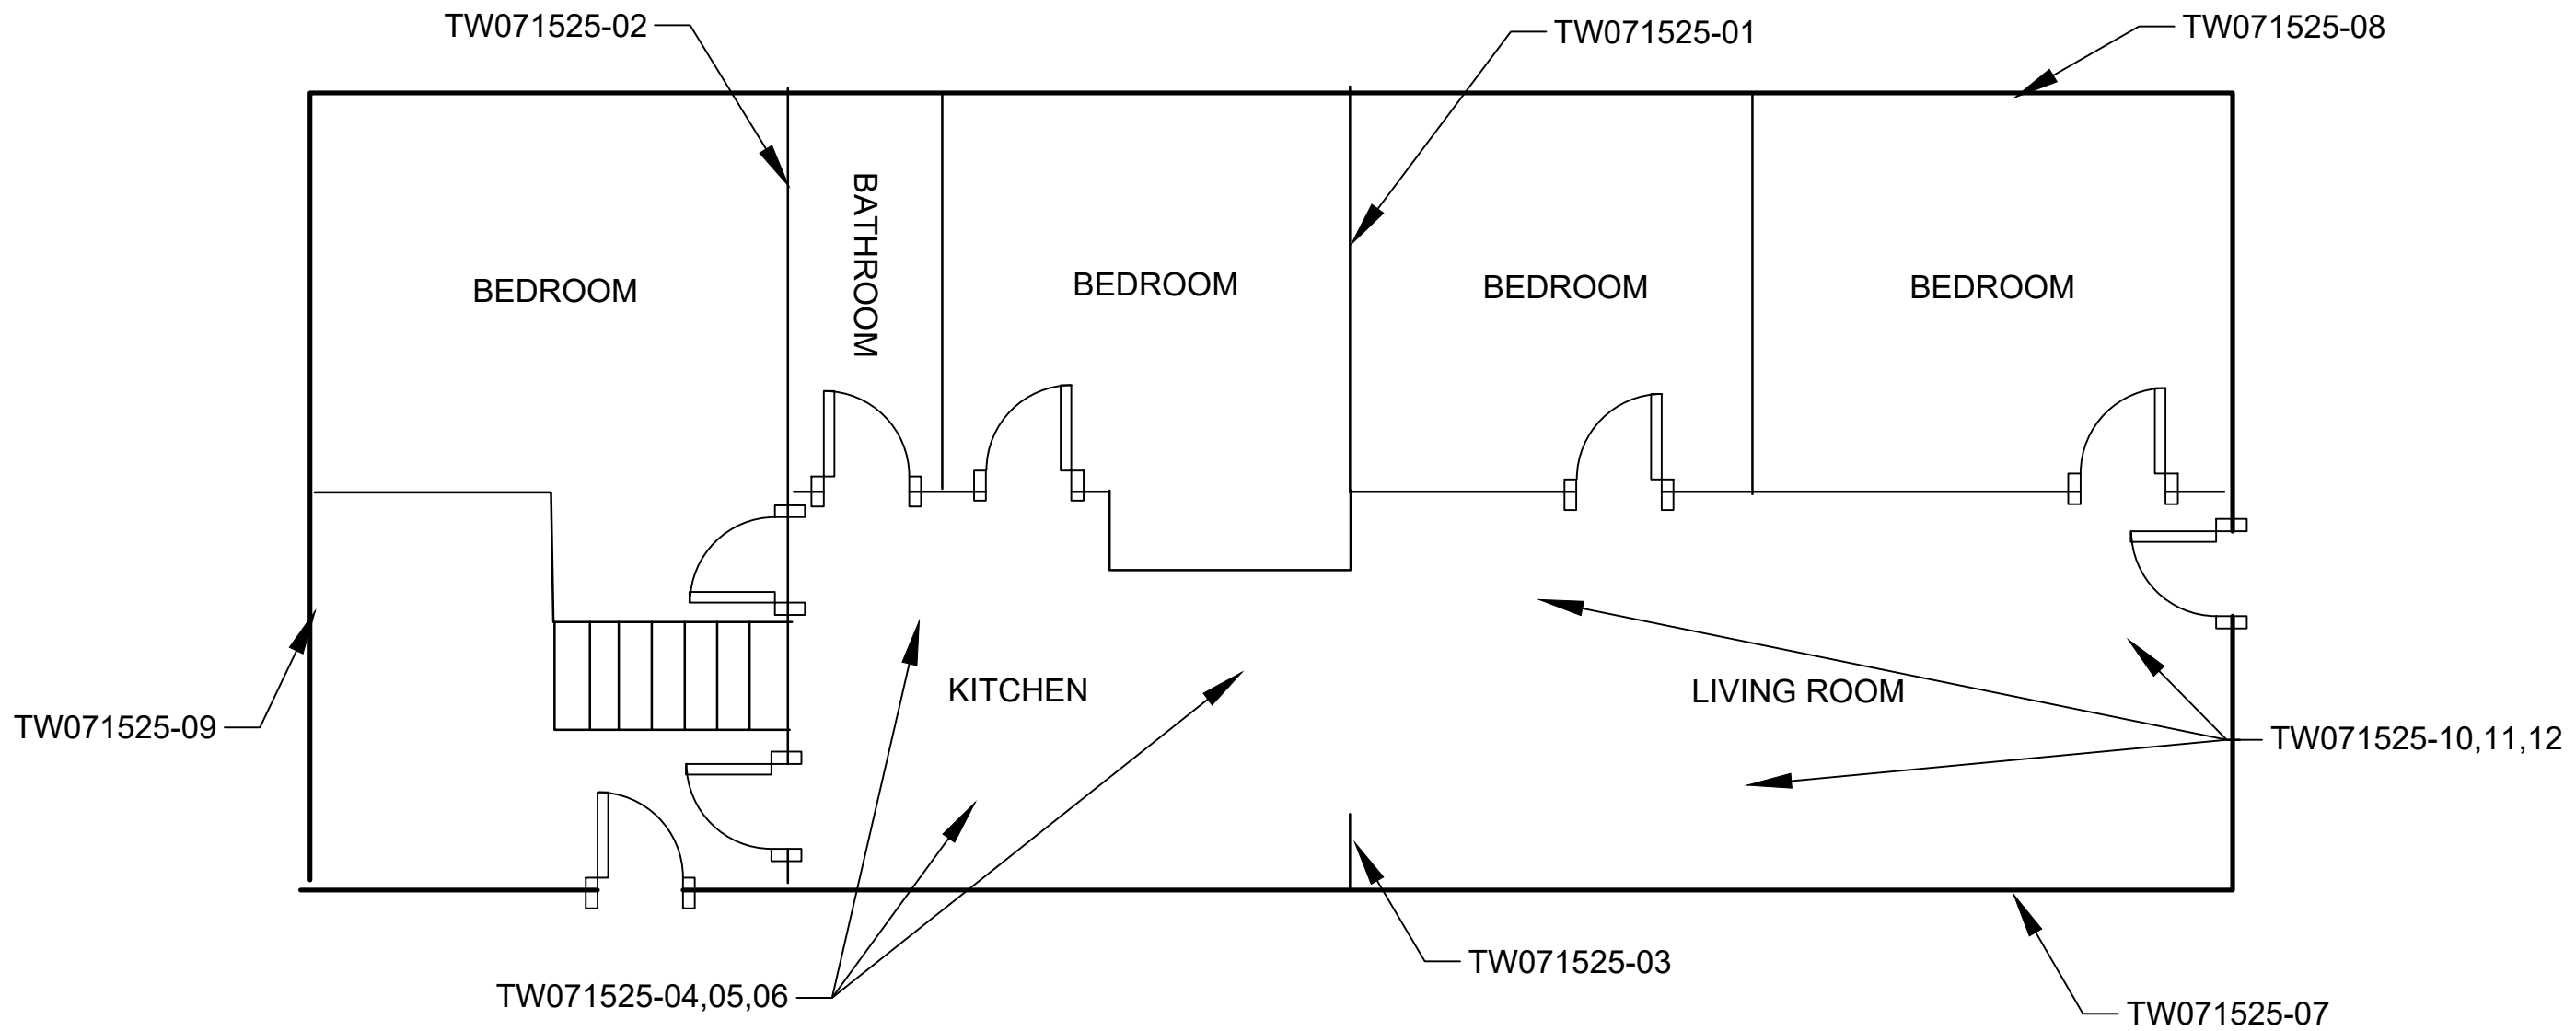 TW071525-02
TW071525-01
TW071525-08
BATHROOM
BEDROOM
BEDROOM
BEDROOM
BEDROOM
KITCHEN
LIVING ROOM
TW071525-09
TW071525-10,11,12
TW071525-03
TW071525-04,05,06
TW071525-07